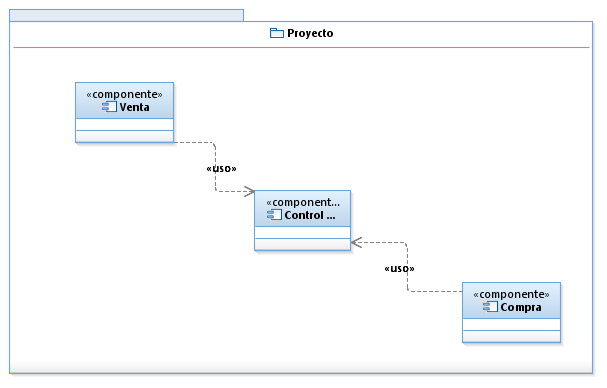 Proyecto
«componente»
Venta
«uso»
«component...
Control ...
«uso»
«componente»
Compra